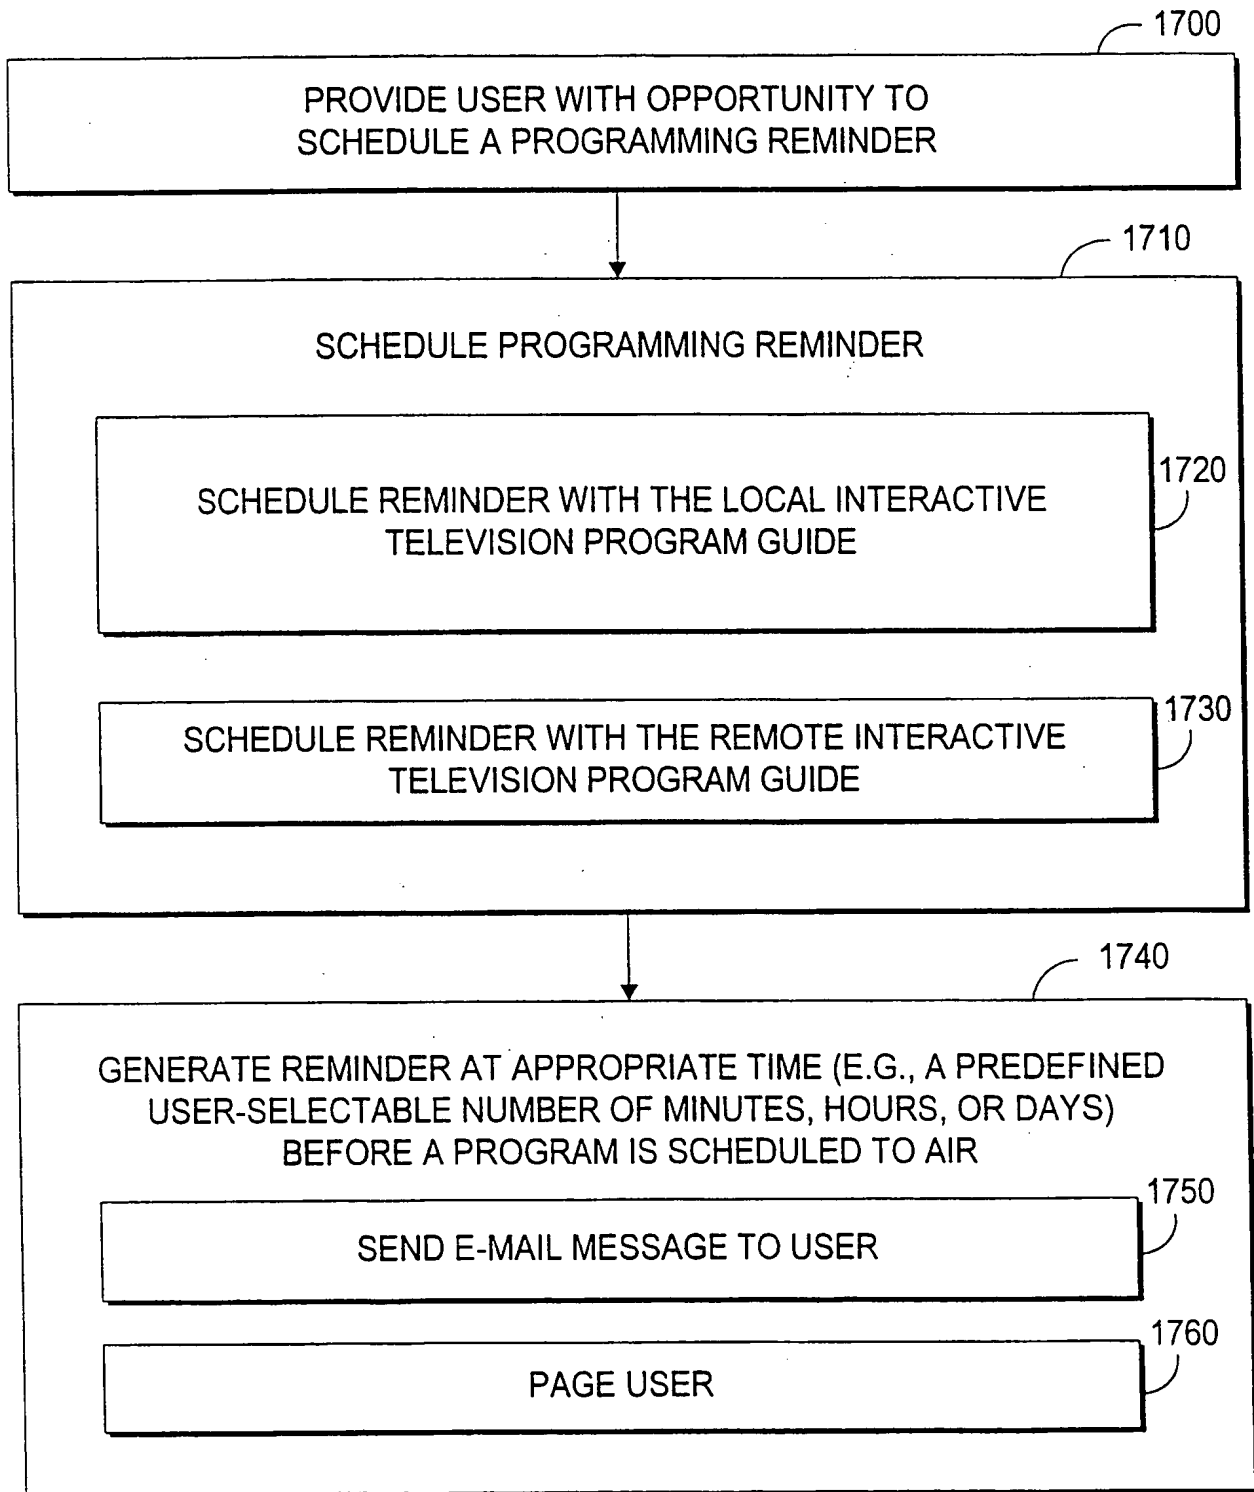 1700
PROVIDE USER WITH OPPORTUNITY TO
SCHEDULE A PROGRAMMING REMINDER
1710
SCHEDULE PROGRAMMING REMINDER
1720
SCHEDULE REMINDER WITH THE LOCAL INTERACTIVE
TELEVISION PROGRAM GUIDE
1730
SCHEDULE REMINDER WITH THE REMOTE INTERACTIVE
TELEVISION PROGRAM GUIDE
1740
GENERATE REMINDER AT APPROPRIATE TIME (E.G., A PREDEFINED
USER-SELECTABLE NUMBER OF MINUTES, HOURS, OR DAYS)
BEFORE A PROGRAM IS SCHEDULED TO AIR
1750
SEND E-MAIL MESSAGE TO USER
1760
PAGE USER